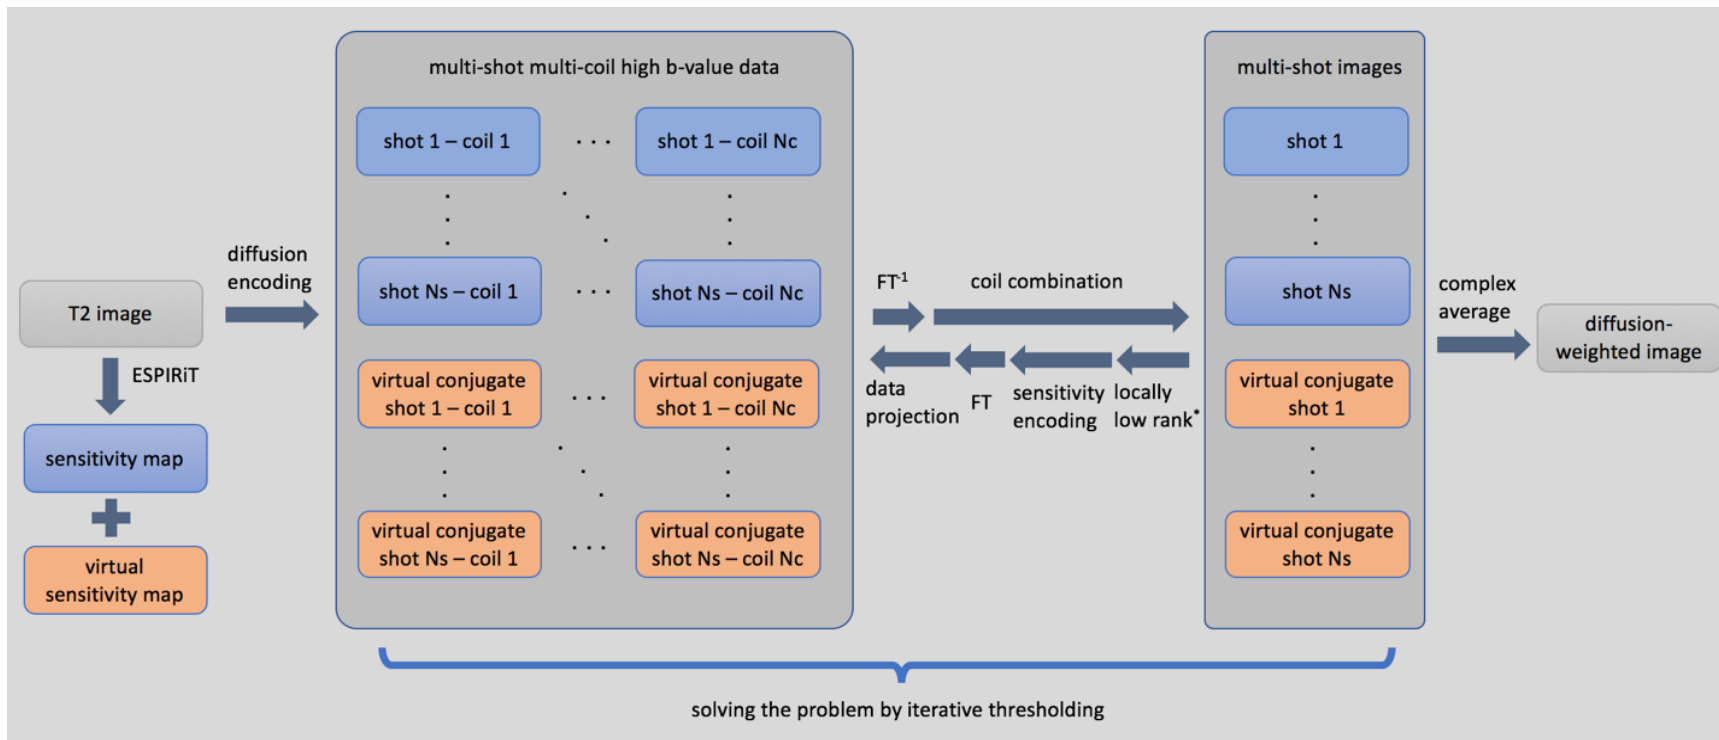 multi-shot multi-coil high b-value data
multi-shot images
shot 1 – coil 1
. . .
shot 1 – coil Nc
shot 1
diffusion
encoding
shot Ns – coil 1
. . .
shot Ns – coil Nc
FT-1
coil combination
shot Ns
complex
average
T2 image
diffusion-
weighted image
ESPIRiT
virtual conjugate
shot 1 – coil 1
. . .
virtual conjugate
shot 1 – coil Nc
data
projection
FT
sensitivity
encoding
locally
low rank*
virtual conjugate
shot 1
sensitivity map
virtual
sensitivity map
virtual conjugate
shot Ns – coil 1
. . .
virtual conjugate
shot Ns – coil Nc
virtual conjugate
shot Ns
solving the problem by iterative thresholding